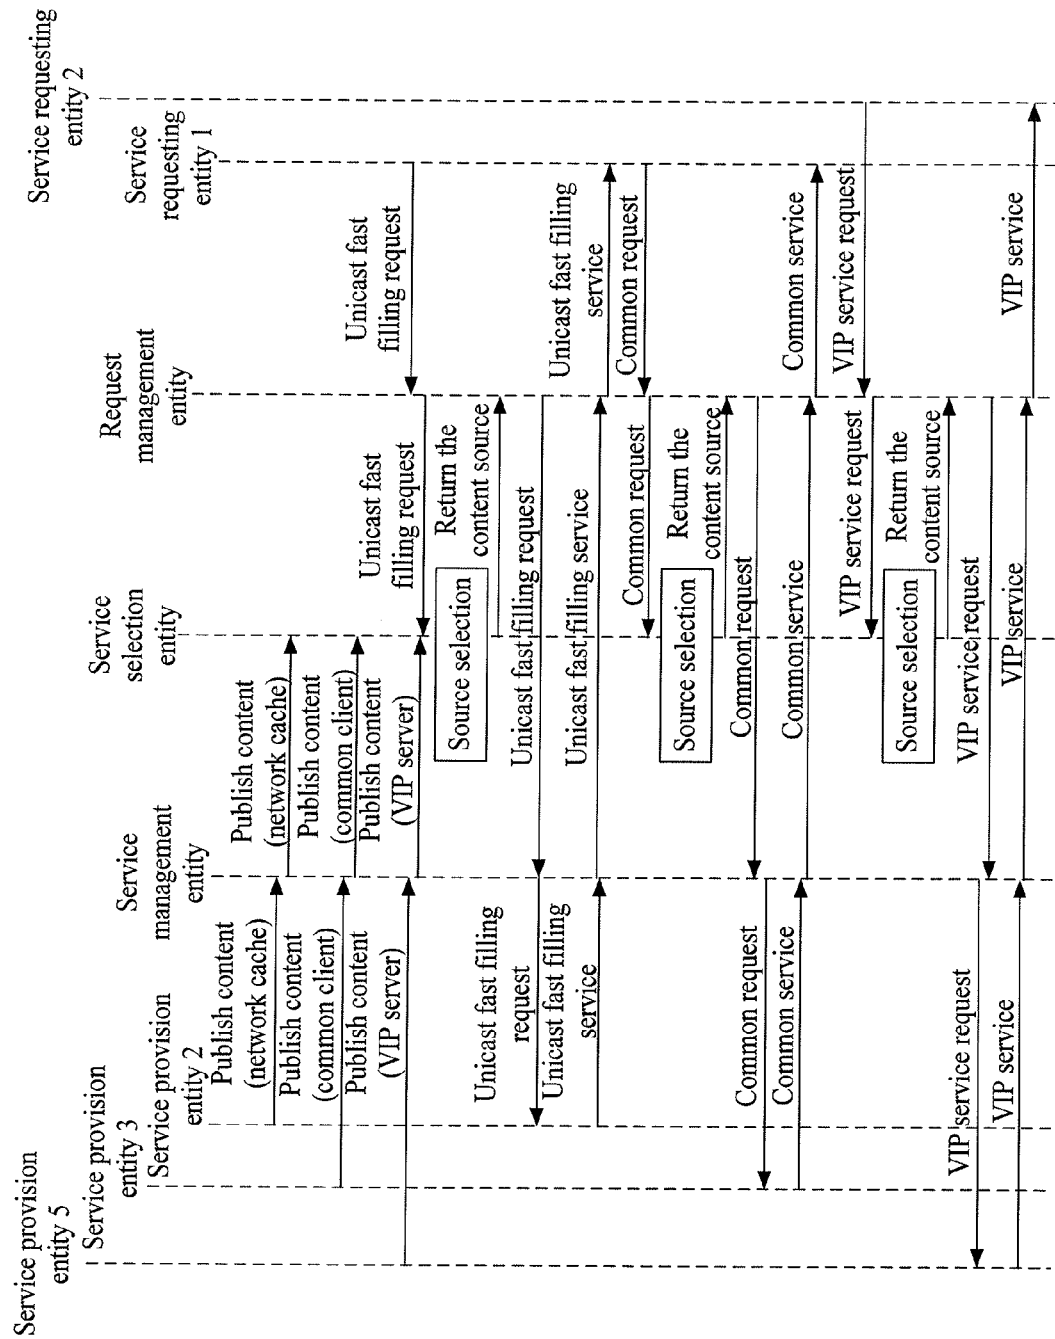 Service provision
entity 5
Service provision
entity 3
Service provision
entity 2
Service
management
entity
Service
selection
entity
Request
management
entity
Service
requesting
entity 1
Service requesting
entity 2
Publish content
(network cache)
Publish content
(network cache)
Publish content
(common client)
Publish content
(common client)
Publish content
(VIP server)
Publish content
(VIP server)
Unicast fast
filling request
Unicast fast
filling request
Source selection
Return the
content source
Unicast fast filling request
Unicast fast filling
request
Unicast fast filling
service
Unicast fast filling service
Unicast fast filling
service
Common request
Common request
Source selection
Return the
content source
Common request
Common request
Common service
Common service
Common service
VIP service request
VIP service request
Source selection
Return the
content source
VIP service request
VIP service request
VIP service
VIP service
VIP service